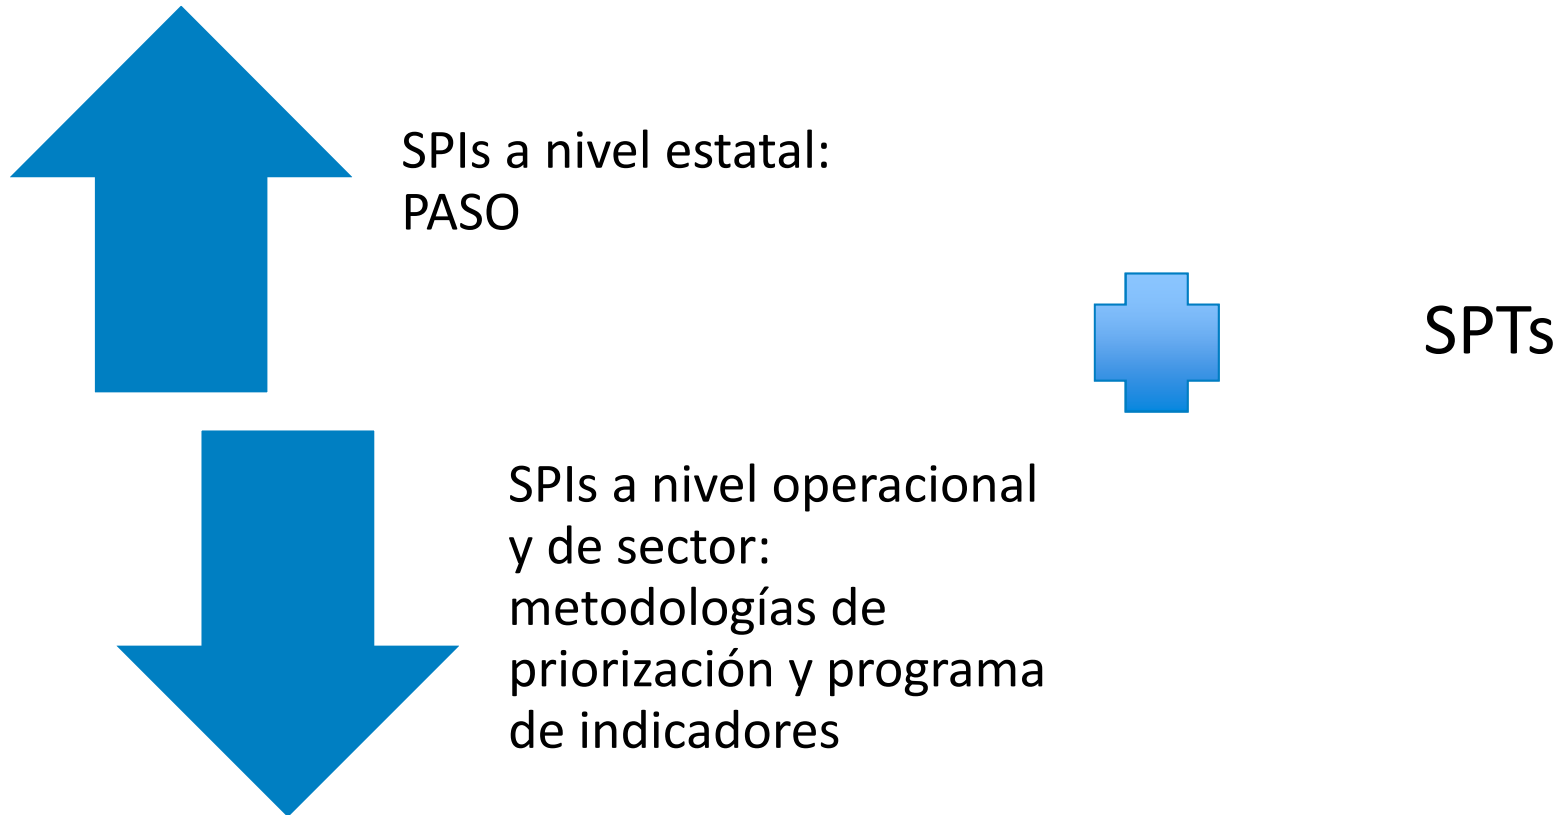 SPIs a nivel estatal:
PASO
SPTs
SPIs a nivel operacional
y de sector:
metodologías de
priorización y programa
de indicadores